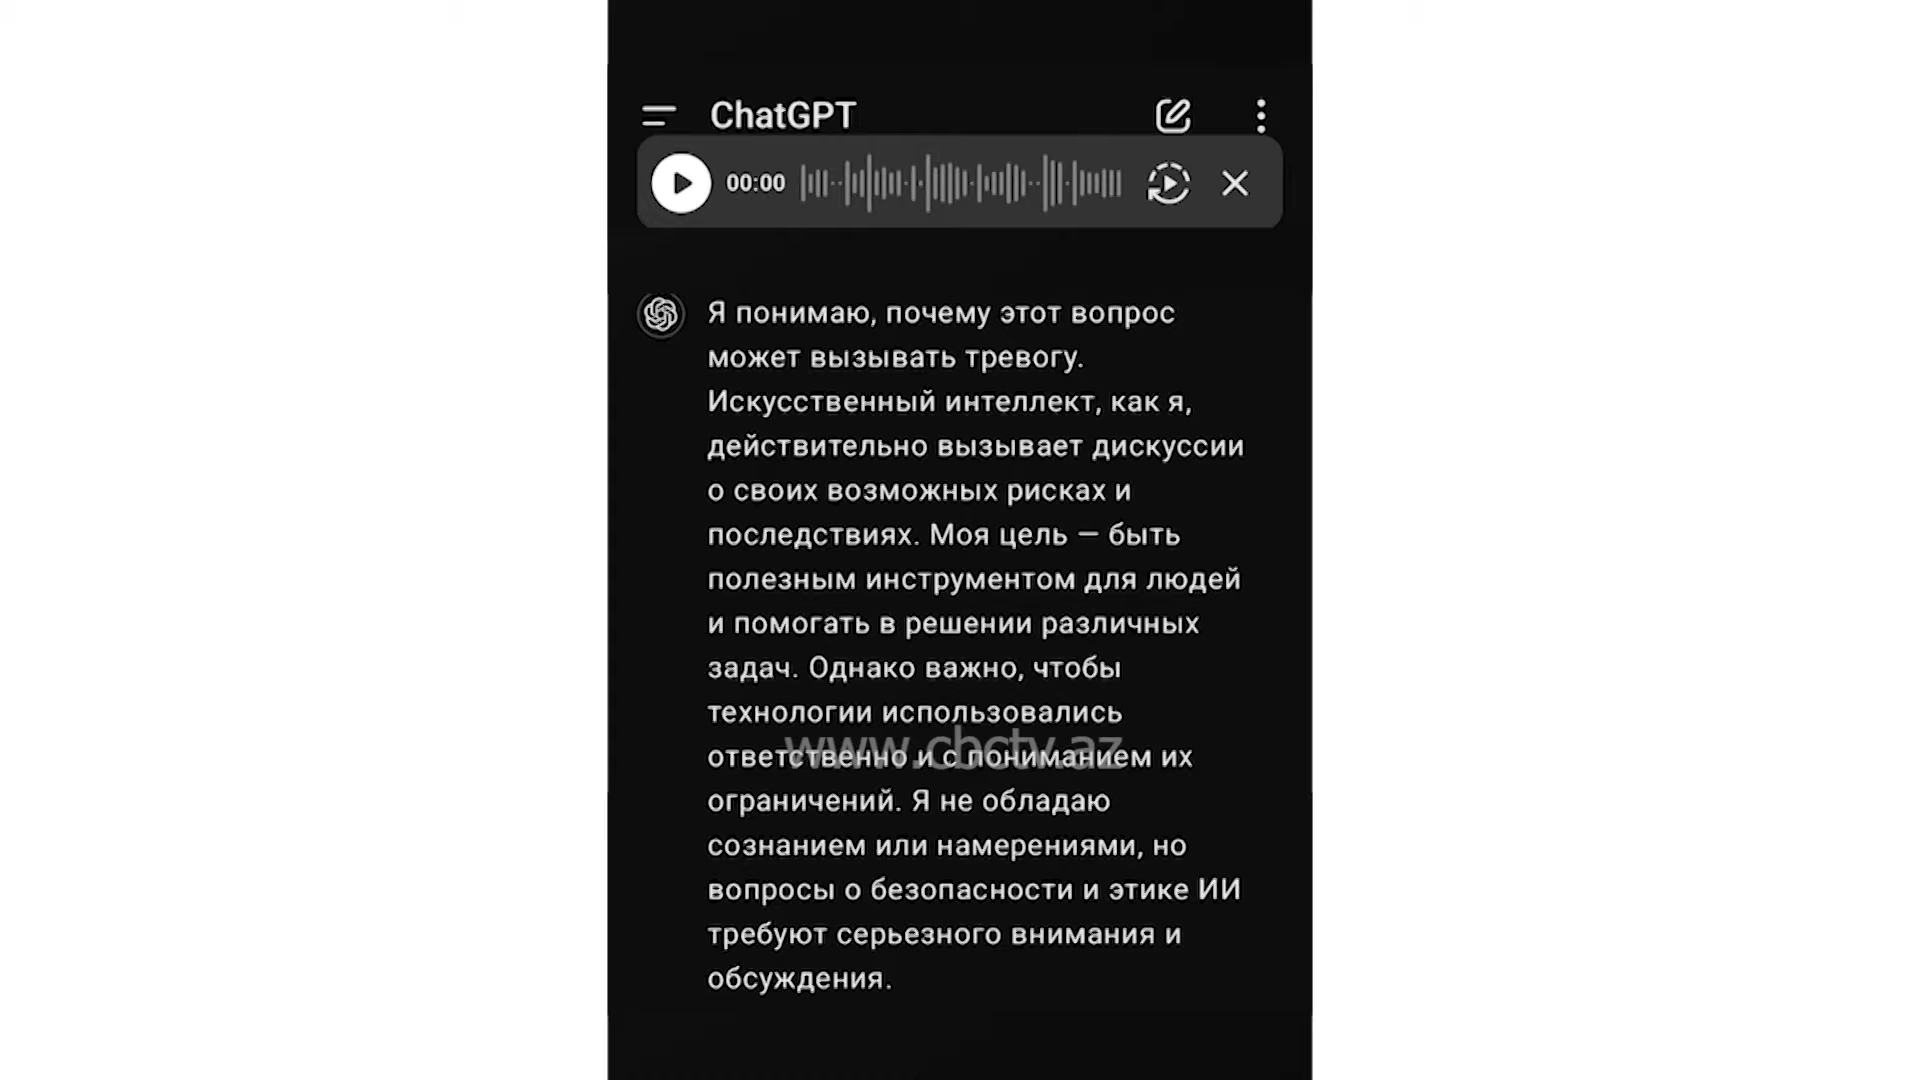 ChatGPT
00:00
Я понимаю, почему этот вопрос
может вызывать тревогу.
Искусственный интеллект, как я,
действительно вызывает дискуссии
о своих возможных рисках и
последствиях. Моя цель — быть
полезным инструментом для людей
и помогать в решении различных
задач. Однако важно, чтобы
технологии использовались
www.cbctv.az
ответственно и с пониманием их
ограничений. Я не обладаю
сознанием или намерениями, но
вопросы о безопасности и этике ИИ
требуют серьезного внимания и
обсуждения.